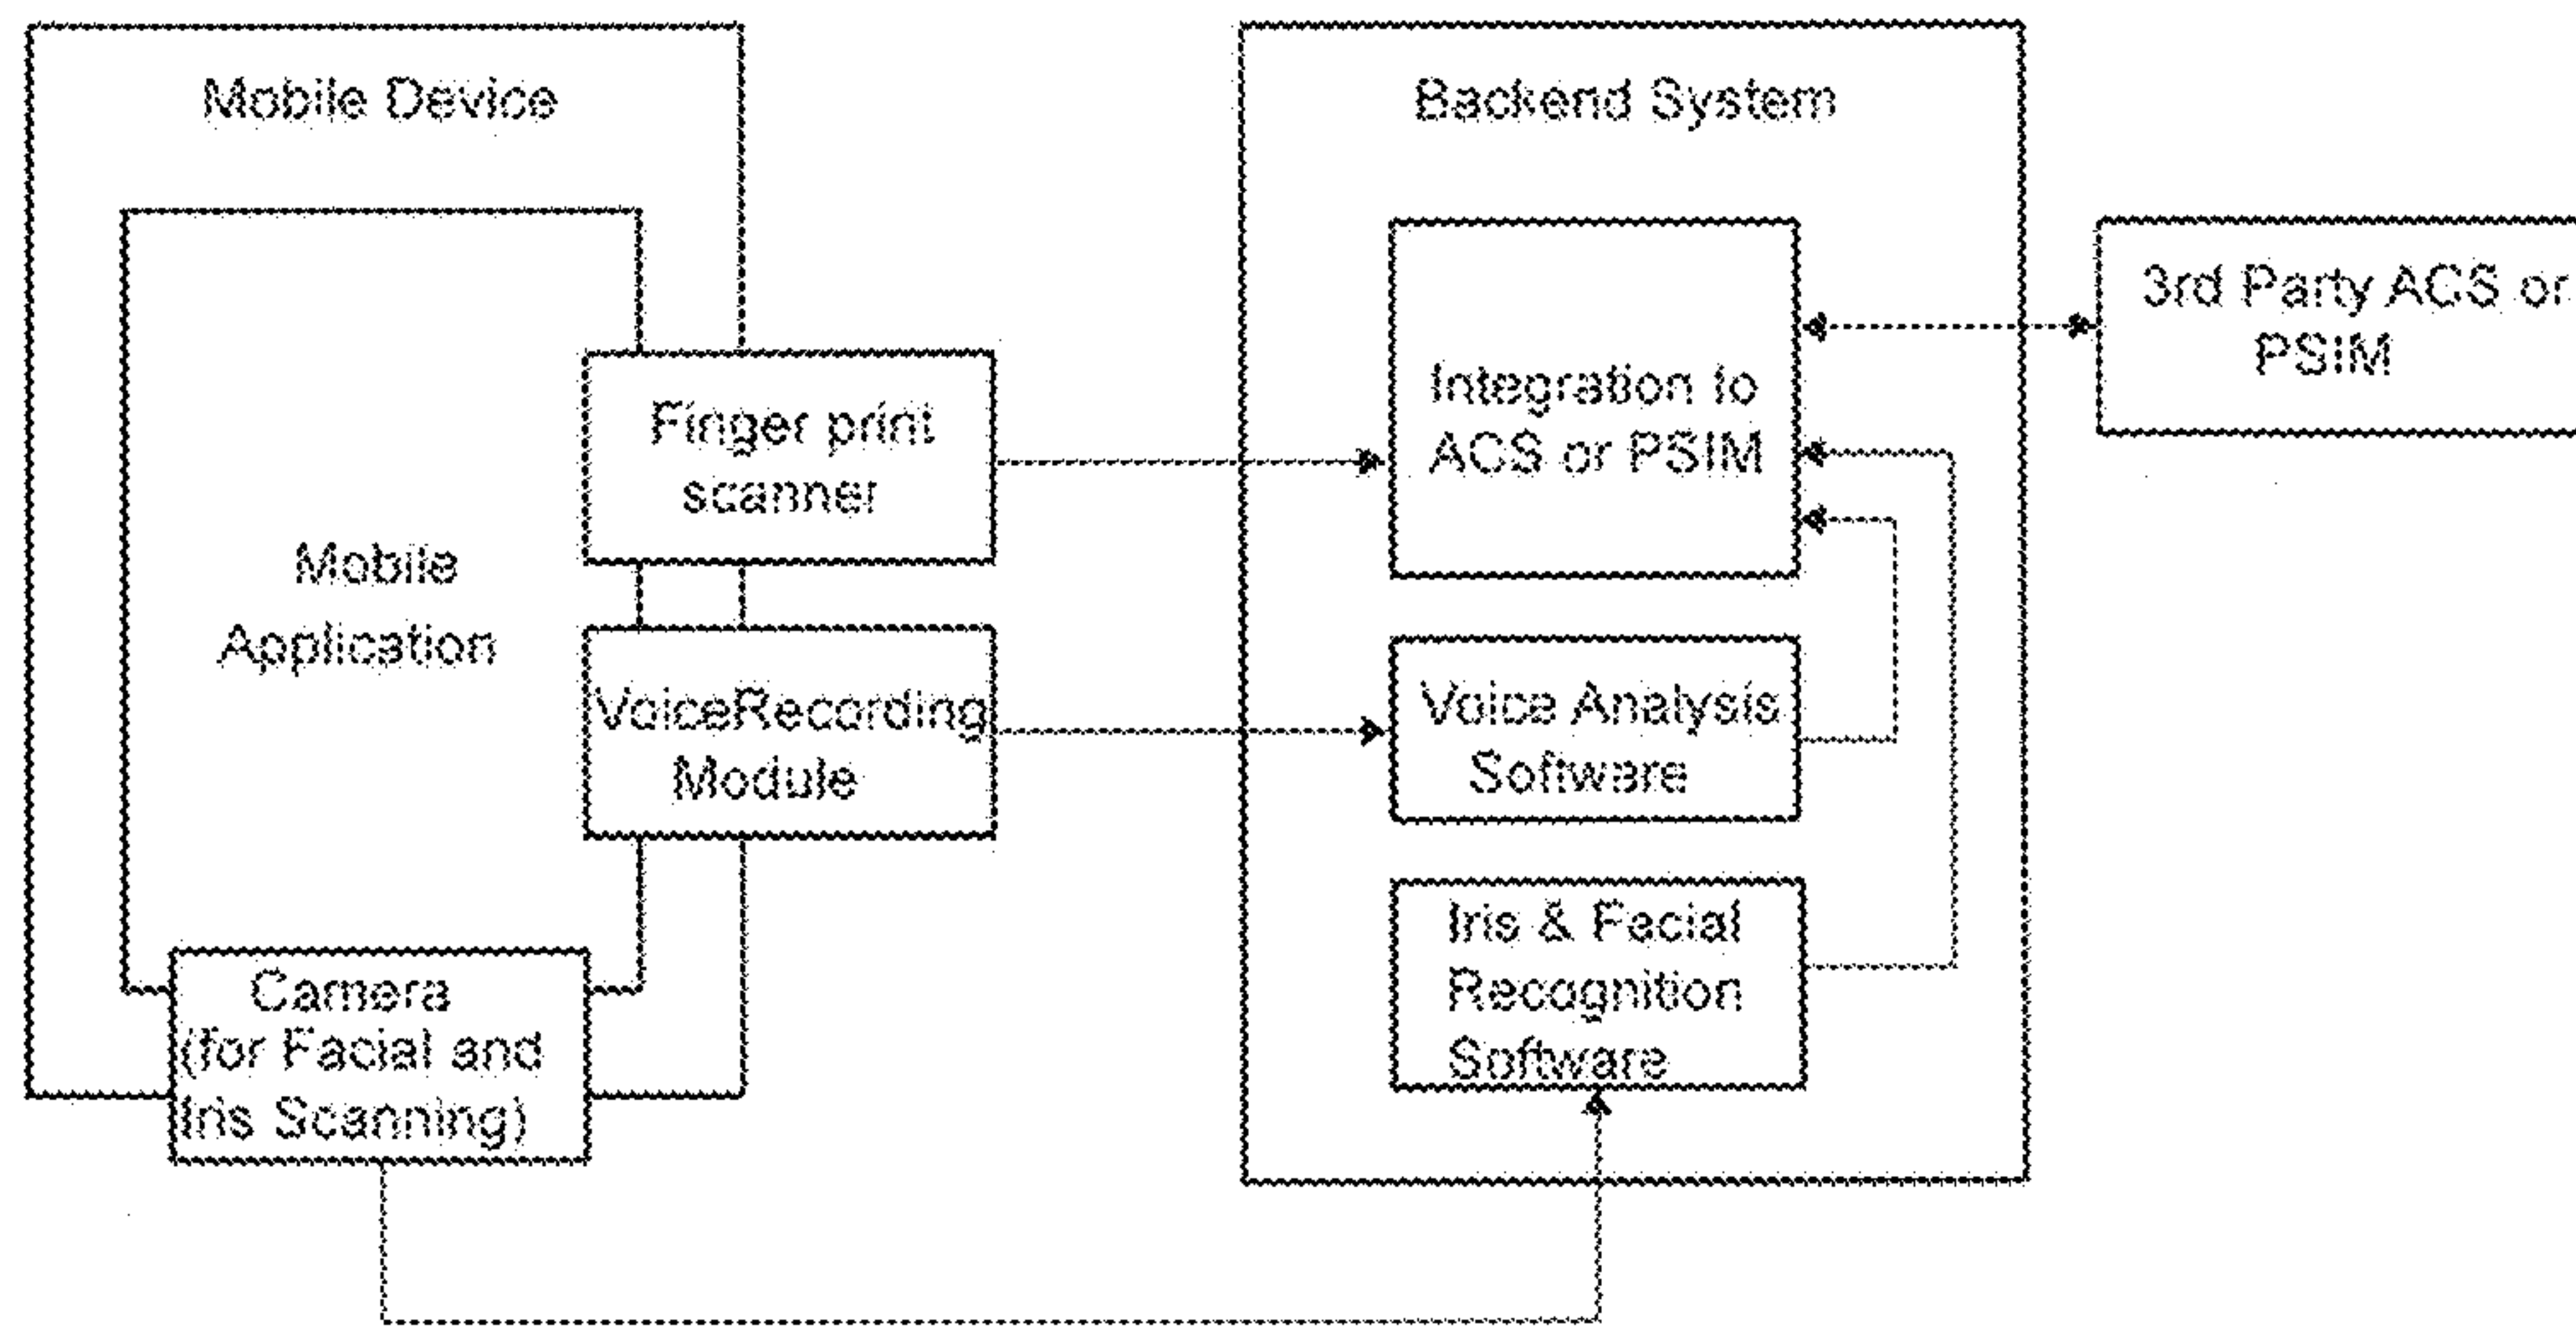 Mobile Device
Mobile
Application
Finger print
scanner
VoiceRecording
Module
Camera
(for Facial and
Iris Scanning)
Backend System
Integration to
ACS or PSIM
Voice Analysis
Software
Iris & Facial
Recognition
Software
3rd Party ACS or
PSIM